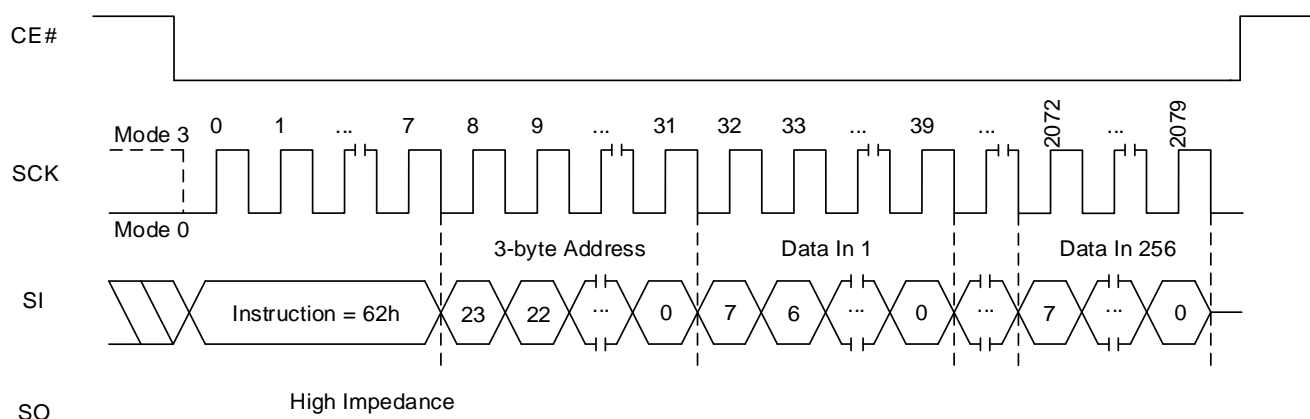 CE#
Mode 3
0 1 ... 7 8 9 ... 31 32 33 ... 39 ... 2072 ... 2079
SCK
Mode 0
3-byte Address Data In 1 Data In 256
SI
Instruction = 62h 23 22 ... 0 7 6 ... 0 ... 7 ... 0
High Impedance
SO